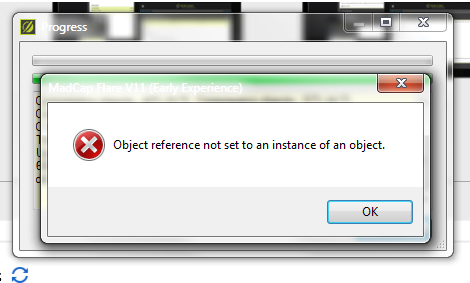 Progress
MadCap Flare V11 (Early Experience)
Object reference not set to an instance of an object.
OK